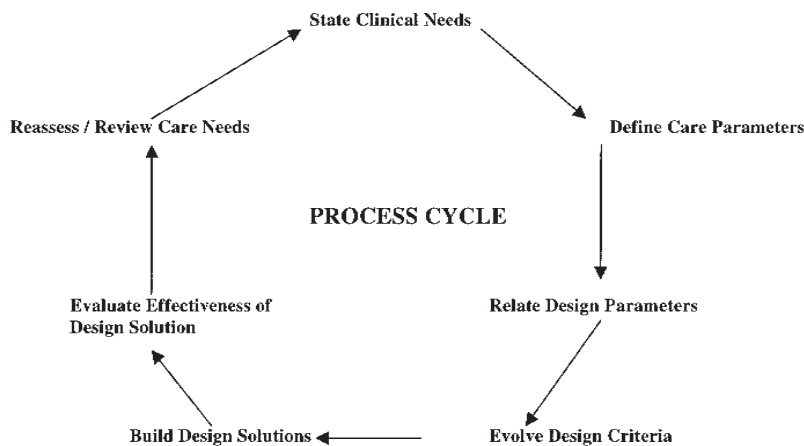 State Clinical Needs
Reassess / Review Care Needs
Define Care Parameters
PROCESS CYCLE
Evaluate Effectiveness of
Design Solution
Relate Design Parameters
Build Design Solutions
Evolve Design Criteria